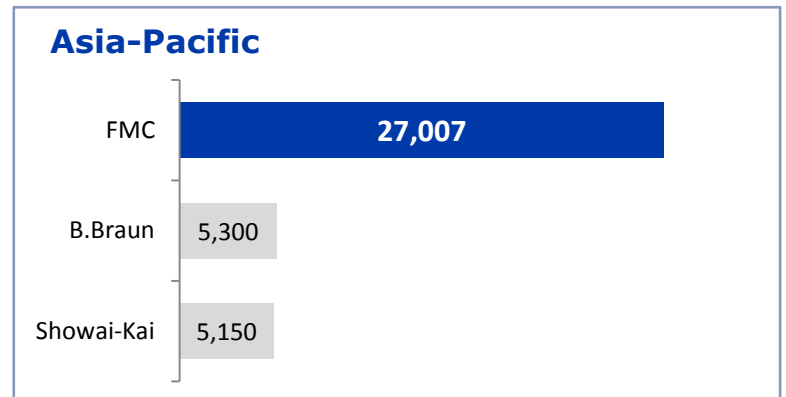 Asia-Pacific
FMC
27,007
B.Braun
5,300
Showai-Kai
5,150